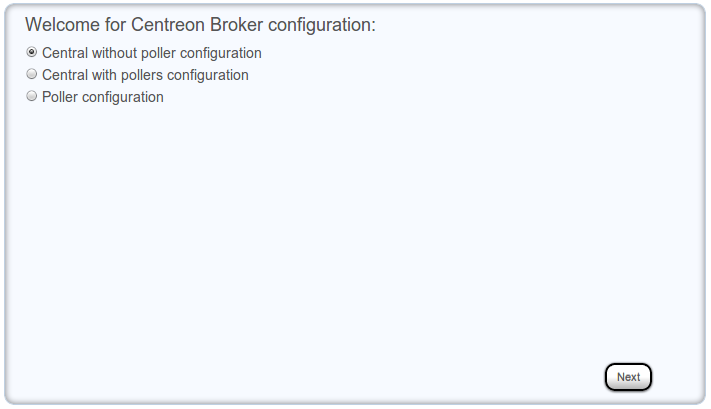 Welcome for Centreon Broker configuration:
Central without poller configuration
Central with pollers configuration
Poller configuration
Next